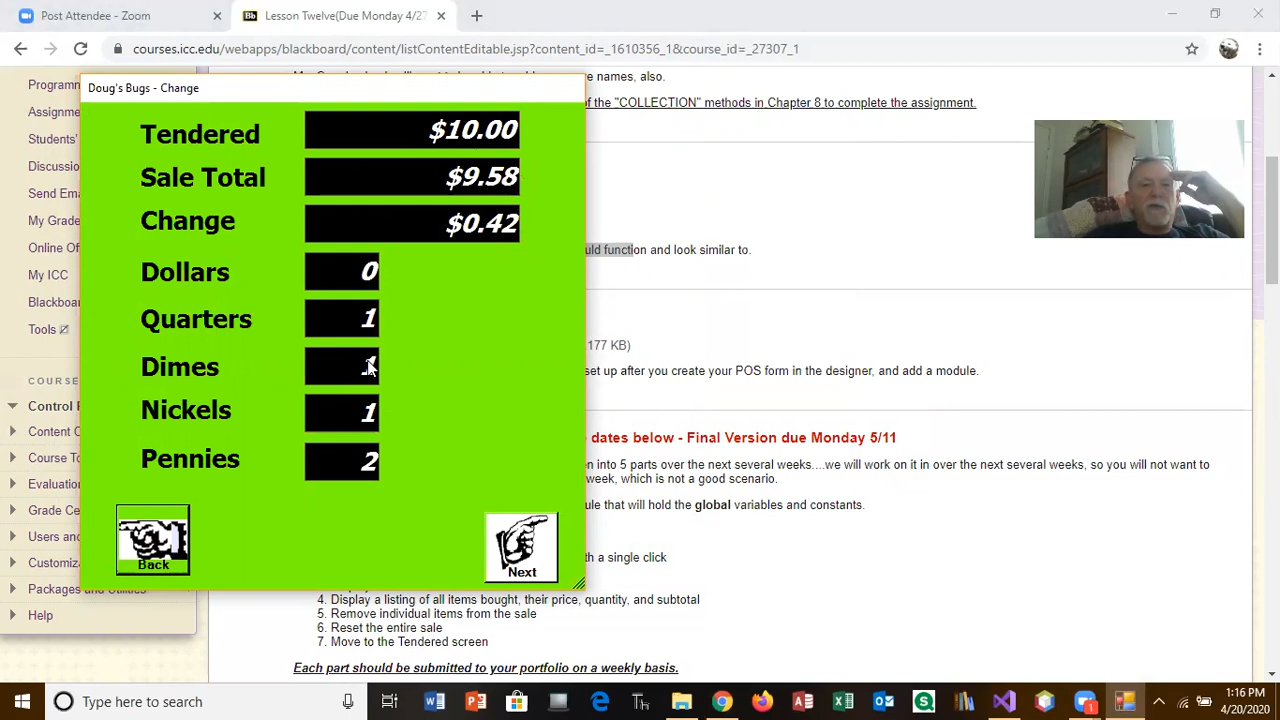 Post Attendee - Zoom
Lesson Twelve(Due Monday 4/27
courses.icc.edu/webapps/blackboard/content/listContentEditable.jsp?content_id=_1610356_1&course_id=_27307_1
Programm
Assignme
Students'
Discussio
Send Ema
My Grade
Online Of
My ICC
Blackboa
Tools
COURSE
Control P
Content C
Course To
Evaluation
Grade Ce
Users and
Customiza
Packages and Utilities
Help
Doug's Bugs - Change
Tendered $10.00
Sale Total $9.58
Change $0.42
Dollars 0
Quarters 1
Dimes 1
Nickels 1
Pennies 2
Back
Next
e names, also.
of the "COLLECTION" methods in Chapter 8 to complete the assignment.
uld function and look similar to.
177 KB)
set up after you create your POS form in the designer, and add a module.
dates below - Final Version due Monday 5/11
en into 5 parts over the next several weeks....we will work on it in over the next several weeks, so you will not want to
week, which is not a good scenario.
ule that will hold the global variables and constants.
h a single click
4. Display a listing of all items bought, their price, quantity, and subtotal
5. Remove individual items from the sale
6. Reset the entire sale
7. Move to the Tendered screen
Each part should be submitted to your portfolio on a weekly basis.
Type here to search
1:16 PM
4/20/2020